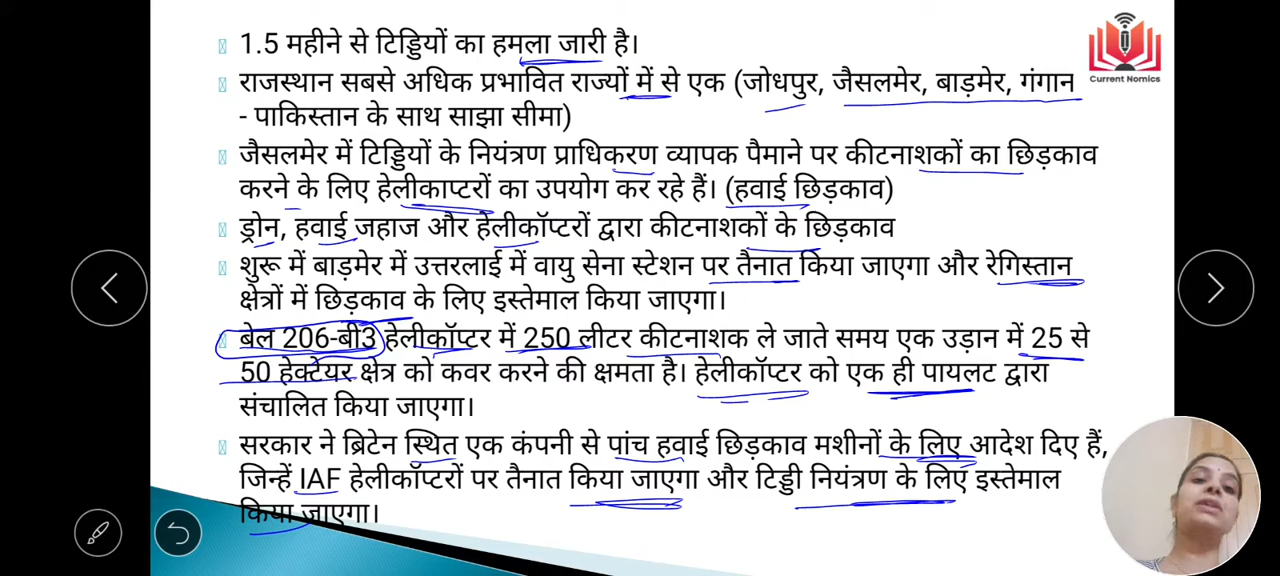 1.5 महीने से टिड्डियों का हमला जारी है।
राजस्थान सबसे अधिक प्रभावित राज्यों में से एक (जोधपुर, जैसलमेर, बाड़मेर, गंगान
- पाकिस्तान के साथ साझा सीमा)
जैसलमेर में टिड्डियों के नियंत्रण प्राधिकरण व्यापक पैमाने पर कीटनाशकों का छिड़काव
करने के लिए हेलीकाप्टरों का उपयोग कर रहे हैं। (हवाई छिड़काव)
ड्रोन, हवाई जहाज और हेलीकॉप्टरों द्वारा कीटनाशकों के छिड़काव
शुरू में बाड़मेर में उत्तरलाई में वायु सेना स्टेशन पर तैनात किया जाएगा और रेगिस्तान
क्षेत्रों में छिड़काव के लिए इस्तेमाल किया जाएगा।
बेल 206-बी3 हेलीकॉप्टर में 250 लीटर कीटनाशक ले जाते समय एक उड़ान में 25 से
50 हेक्टेयर क्षेत्र को कवर करने की क्षमता है। हेलीकॉप्टर को एक ही पायलट द्वारा
संचालित किया जाएगा।
सरकार ने ब्रिटेन स्थित एक कंपनी से पांच हवाई छिड़काव मशीनों के लिए आदेश दिए हैं,
जिन्हें IAF हेलीकॉप्टरों पर तैनात किया जाएगा और टिड्डी नियंत्रण के लिए इस्तेमाल
किया जाएगा।
Current Nomics